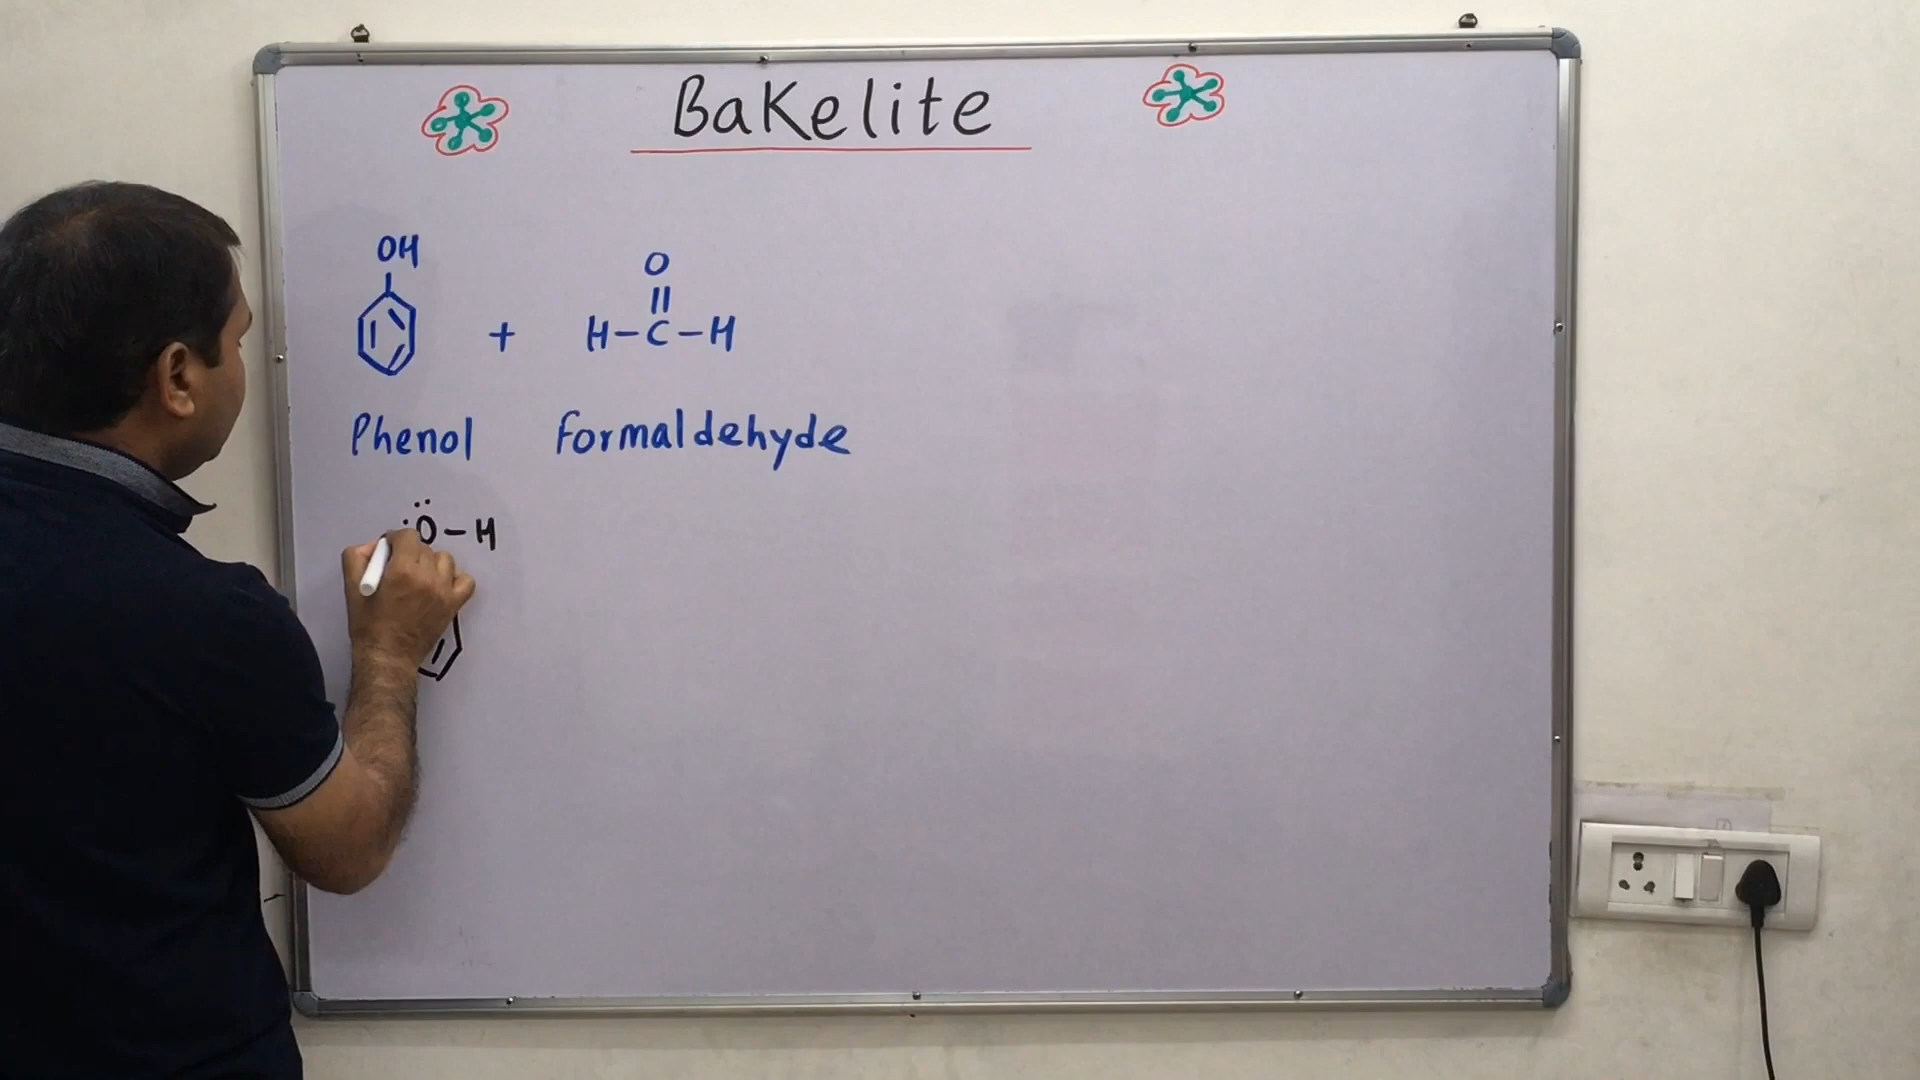 BaKelite
OH
O
+ H–C–H
Phenol Formaldehyde
:Ö–H